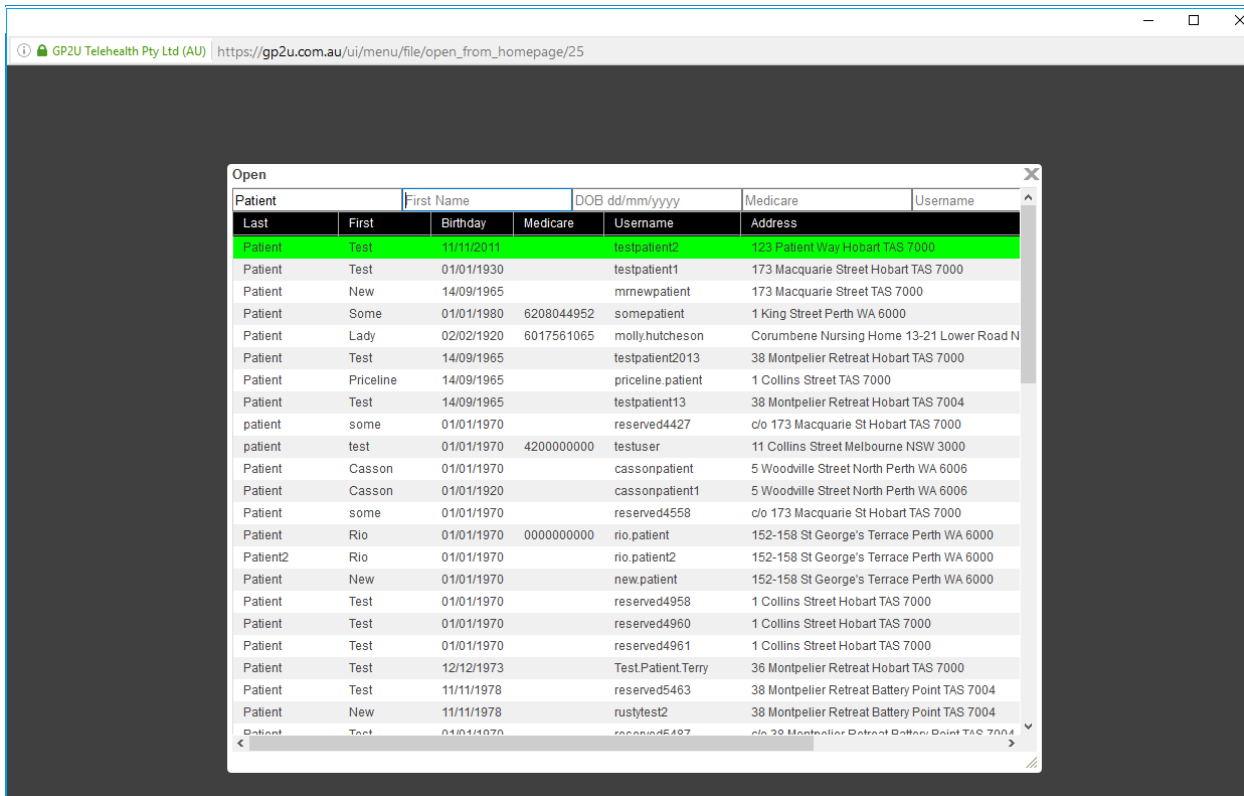 GP2U Telehealth Pty Ltd (AU) https://gp2u.com.au/ui/menu/file/open_from_homepage/25
Open
Patient First Name DOB dd/mm/yyyy Medicare Username
Last First Birthday Medicare Username Address
Patient Test 11/11/2011 testpatient2 123 Patient Way Hobart TAS 7000
Patient Test 01/01/1930 testpatient1 173 Macquarie Street Hobart TAS 7000
Patient New 14/09/1965 mrnewpatient 173 Macquarie Street TAS 7000
Patient Some 01/01/1980 6208044952 somepatient 1 King Street Perth WA 6000
Patient Lady 02/02/1920 6017561065 molly.hutcheson Corumbene Nursing Home 13-21 Lower Road N
Patient Test 14/09/1965 testpatient2013 38 Montpelier Retreat Hobart TAS 7000
Patient Priceline 14/09/1965 priceline.patient 1 Collins Street TAS 7000
Patient Test 14/09/1965 testpatient13 38 Montpelier Retreat Hobart TAS 7004
patient some 01/01/1970 reserved4427 c/o 173 Macquarie St Hobart TAS 7000
patient test 01/01/1970 4200000000 testuser 11 Collins Street Melbourne NSW 3000
Patient Casson 01/01/1970 cassonpatient 5 Woodville Street North Perth WA 6006
Patient Casson 01/01/1920 cassonpatient1 5 Woodville Street North Perth WA 6006
Patient some 01/01/1970 reserved4558 c/o 173 Macquarie St Hobart TAS 7000
Patient Rio 01/01/1970 0000000000 rio.patient 152-158 St George's Terrace Perth WA 6000
Patient2 Rio 01/01/1970 rio.patient2 152-158 St George's Terrace Perth WA 6000
Patient New 01/01/1970 new.patient 152-158 St George's Terrace Perth WA 6000
Patient Test 01/01/1970 reserved4958 1 Collins Street Hobart TAS 7000
Patient Test 01/01/1970 reserved4960 1 Collins Street Hobart TAS 7000
Patient Test 01/01/1970 reserved4961 1 Collins Street Hobart TAS 7000
Patient Test 12/12/1973 Test.Patient.Terry 36 Montpelier Retreat Hobart TAS 7000
Patient Test 11/11/1978 reserved5463 38 Montpelier Retreat Battery Point TAS 7004
Patient New 11/11/1978 rustytest2 38 Montpelier Retreat Battery Point TAS 7004
Patient Test 01/01/1970 reserved5487 c/o 38 Montpelier Retreat Battery Point TAS 7004